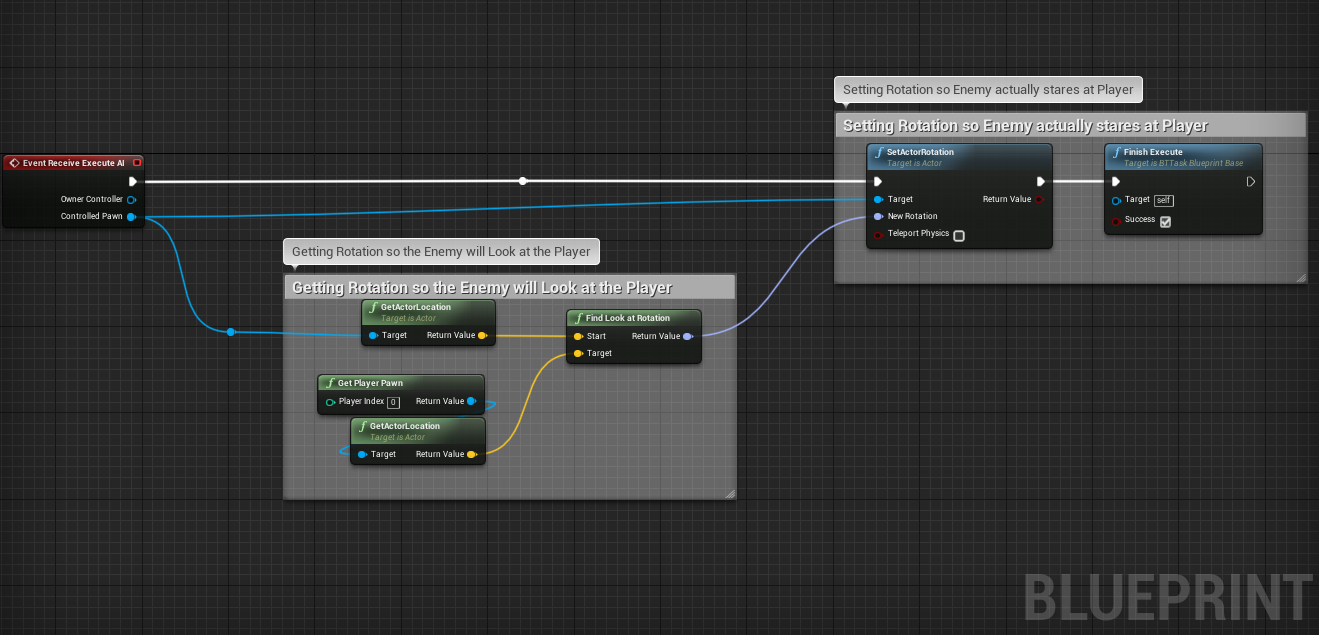 Setting Rotation so Enemy actually stares at Player
Setting Rotation so Enemy actually stares at Player
SetActorRotation
Target is Actor
Target
Return Value
New Rotation
Teleport Physics
Finish Execute
Target is BTTask Blueprint Base
Target self
Success
Event Receive Execute AI
Owner Controller
Controlled Pawn
Getting Rotation so the Enemy will Look at the Player
Getting Rotation so the Enemy will Look at the Player
GetActorLocation
Target is Actor
Target
Return Value
Find Look at Rotation
Start
Return Value
Target
Get Player Pawn
Player Index 0
Return Value
GetActorLocation
Target is Actor
Target
Return Value
BLUEPRINT